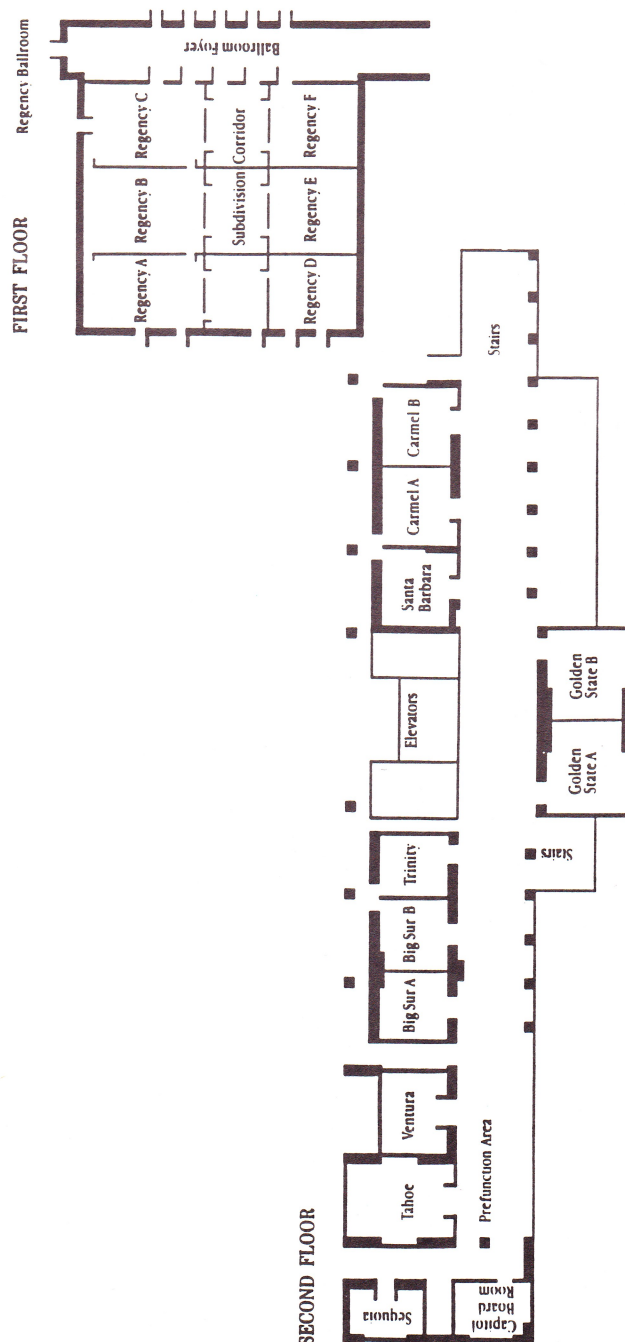 FIRST FLOOR
Regency Ballroom
Regency A
Regency B
Regency C
Ballroom Foyer
Subdivision Corridor
Regency D
Regency E
Regency F
SECOND FLOOR
Sequoia
Capitol
Board
Room
Tahoe
Ventura
Prefunction Area
Big Sur A
Big Sur B
Trinity
Stairs
Elevators
Golden
State A
Golden
State B
Santa
Barbara
Carmel A
Carmel B
Stairs